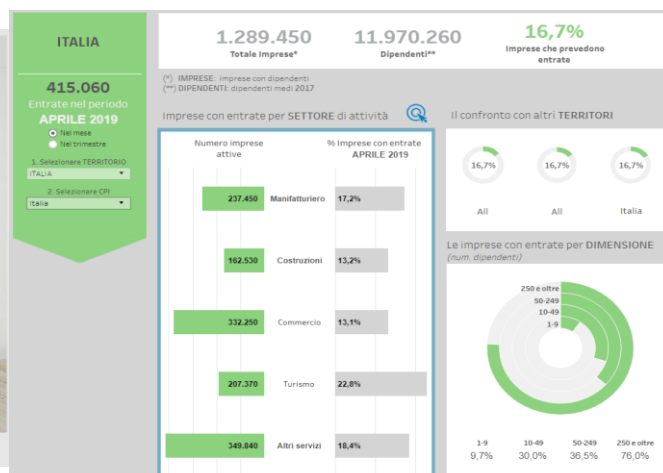 ITALIA
415.060
Entrate nel periodo
APRILE 2019
Nel mese
Nel trimestre
1. Selezionare TERRITORIO
ITALIA
2. Selezionare CPI
Italia
1.289.450
Totale Imprese*
11.970.260
Dipendenti**
16,7%
Imprese che prevedono
entrate
(*) IMPRESE: imprese con dipendenti
(**) DIPENDENTI: dipendenti medi 2017
Imprese con entrate per SETTORE di attività
Numero imprese
attive
% Imprese con entrate
APRILE 2019
237.450 Manifatturiero 17,2%
162.530 Costruzioni 13,2%
332.250 Commercio 13,1%
207.370 Turismo 22,8%
349.840 Altri servizi 18,4%
Il confronto con altri TERRITORI
16,7% 16,7% 16,7%
All All Italia
Le imprese con entrate per DIMENSIONE
(num. dipendenti)
250 e oltre
50-249
10-49
1-9
1-9 10-49 50-249 250 e oltre
9,7% 30,0% 36,5% 76,0%